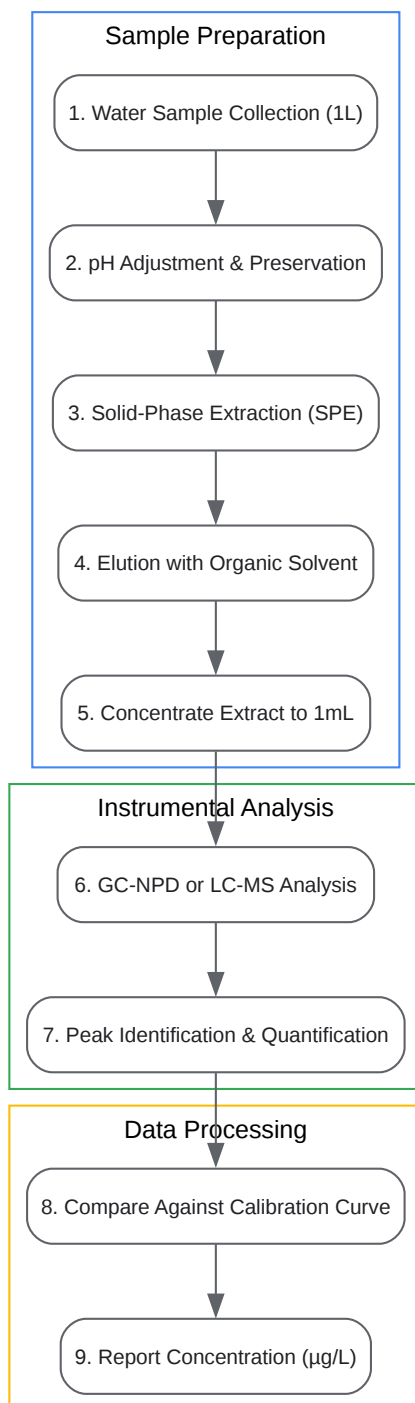 Sample Preparation
1. Water Sample Collection (1L)
2. pH Adjustment & Preservation
3. Solid-Phase Extraction (SPE)
4. Elution with Organic Solvent
5. Concentrate Extract to 1mL
Instrumental Analysis
6. GC-NPD or LC-MS Analysis
7. Peak Identification & Quantification
Data Processing
8. Compare Against Calibration Curve
9. Report Concentration (µg/L)